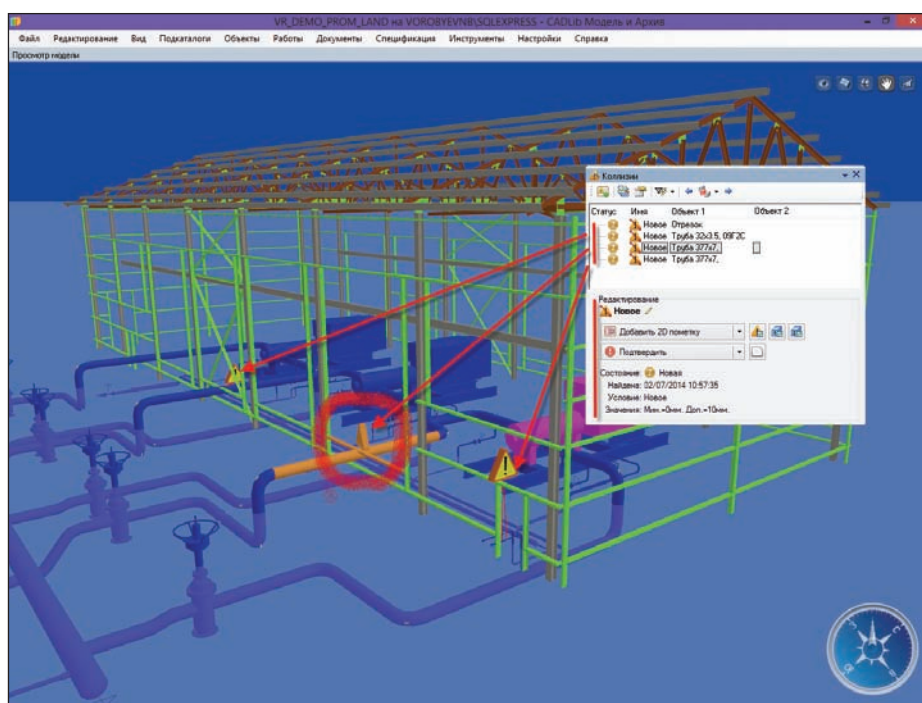 VR_DEMO_PROM_LAND на VOROBYEVNB\SQLEXPRESS - CADLib Модель и Архив
Файл Редактирование Вид Подкаталоги Объекты Работы Документы Спецификация Инструменты Настройки Справка
Просмотр модели
Коллизии
Статус Имя Объект 1 Объект 2
Новое Отрезок
Новое Труба 32x3.5, 09Г2С
Новое Труба 377x7,
Новое Труба 377x7,
Редактирование
Новое
Добавить 2D пометку
Подтвердить
Состояние: Новая
Найдена: 02/07/2014 10:57:35
Условие: Новое
Значения: Мин.=0мм. Доп.=10мм.